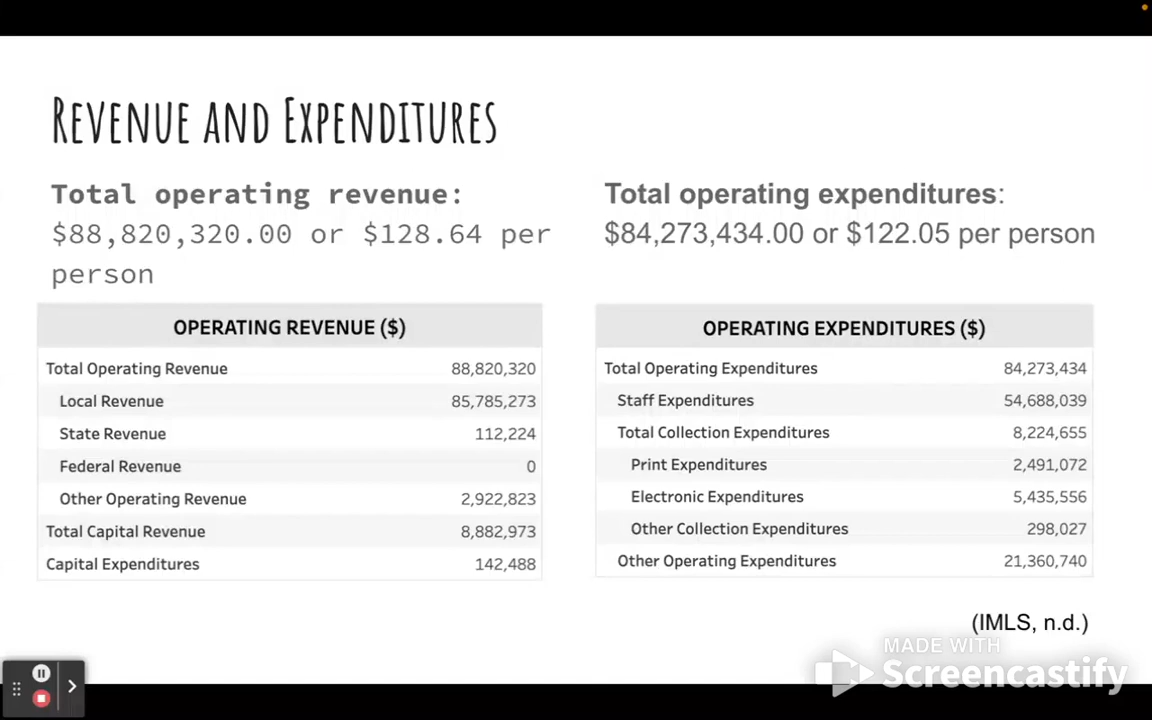 Revenue and Expenditures
Total operating revenue:
$88,820,320.00 or $128.64 per
person
Total operating expenditures:
$84,273,434.00 or $122.05 per person
OPERATING REVENUE ($)
Total Operating Revenue 88,820,320
Local Revenue 85,785,273
State Revenue 112,224
Federal Revenue 0
Other Operating Revenue 2,922,823
Total Capital Revenue 8,882,973
Capital Expenditures 142,488
OPERATING EXPENDITURES ($)
Total Operating Expenditures 84,273,434
Staff Expenditures 54,688,039
Total Collection Expenditures 8,224,655
Print Expenditures 2,491,072
Electronic Expenditures 5,435,556
Other Collection Expenditures 298,027
Other Operating Expenditures 21,360,740
(IMLS, n.d.)
MADE WITH
Screencastify